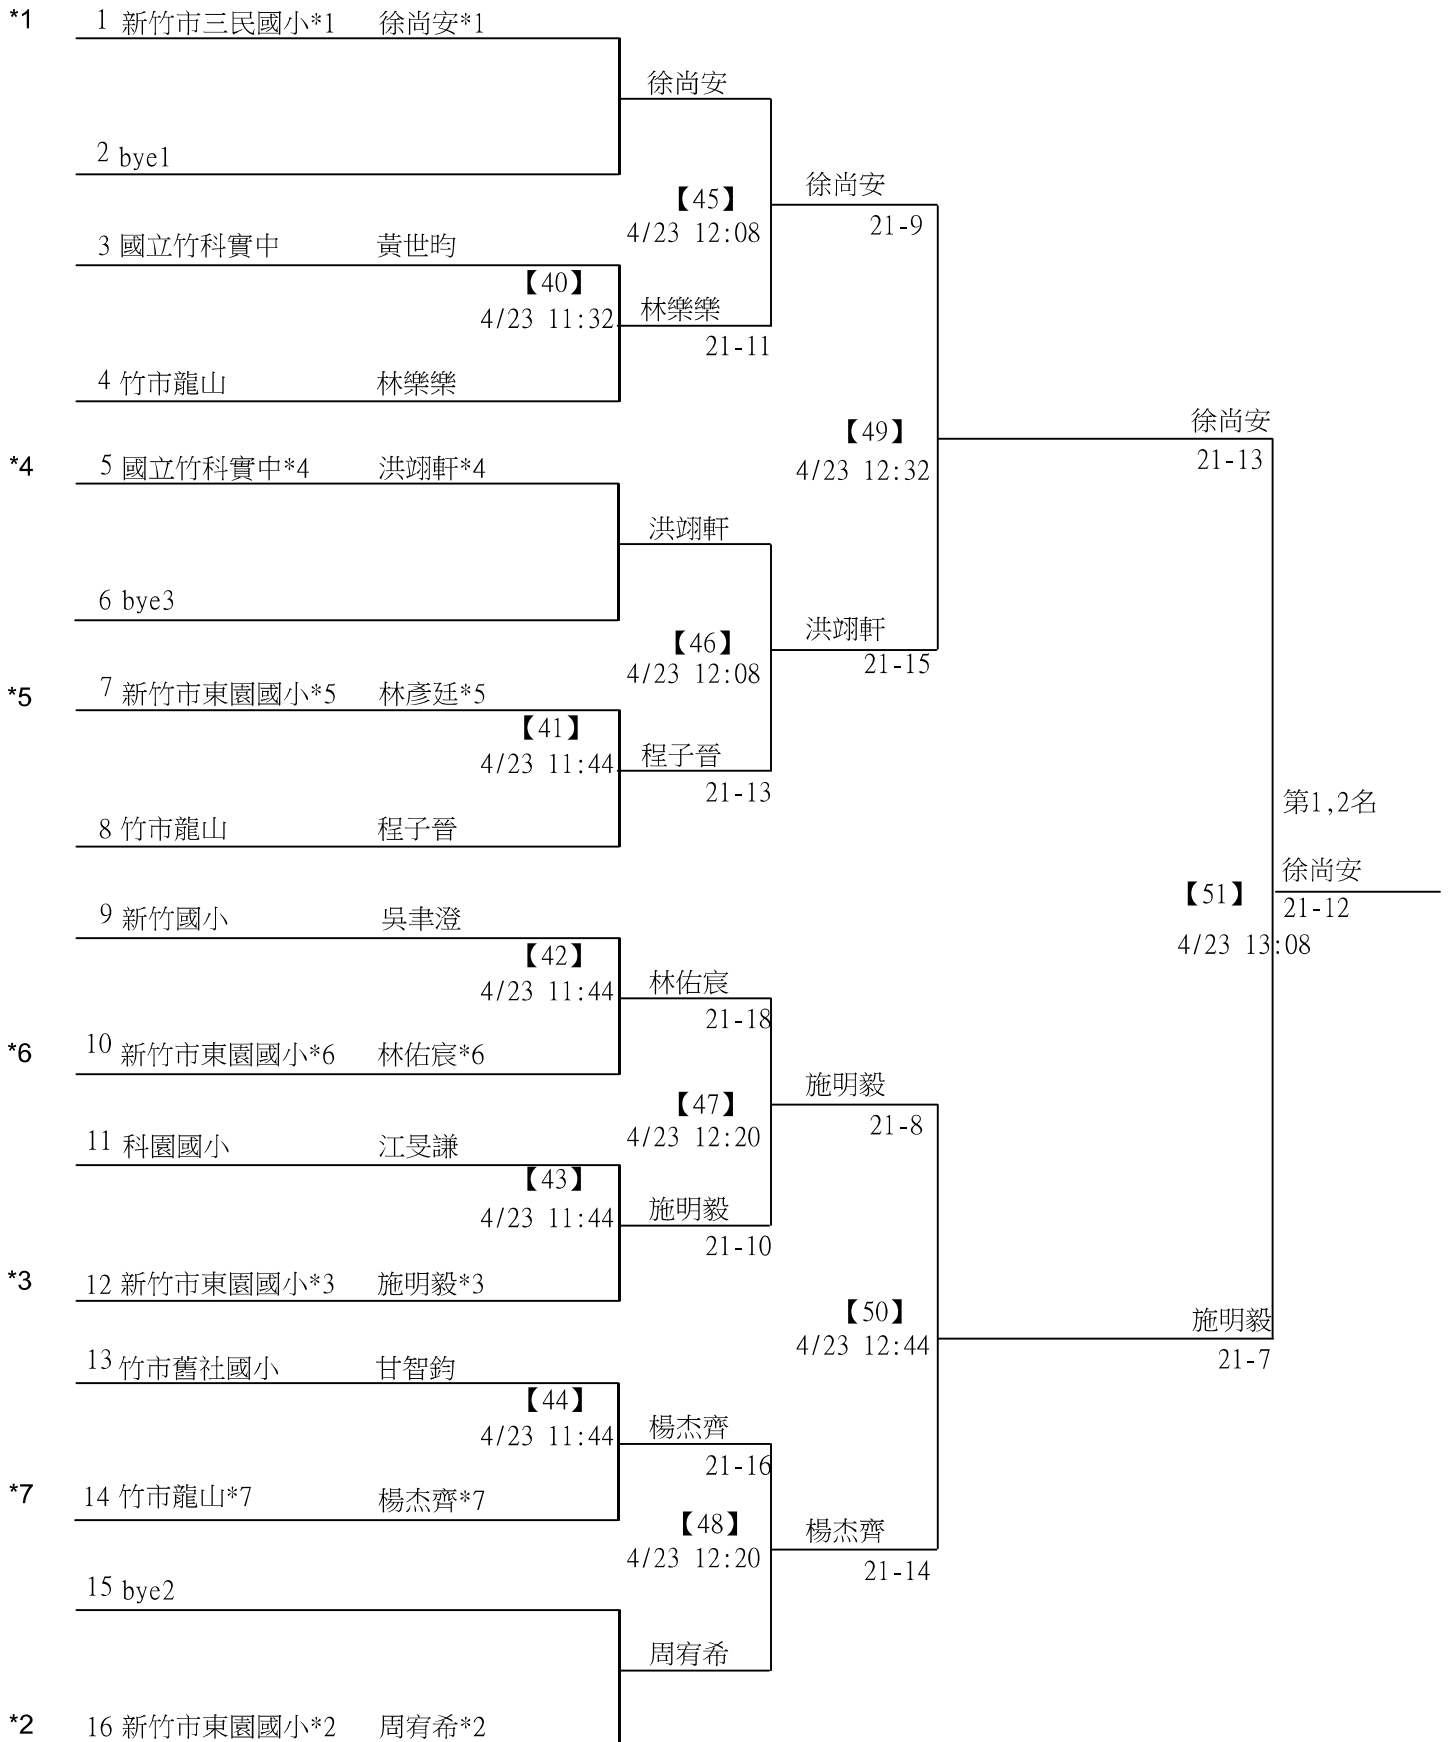 *1 1 新竹市三民國小*1 徐尚安*1
徐尚安
2 bye1
徐尚安
【45】
21-9
4/23 12:08
3 國立竹科實中 黃世昀
【40】
林樂樂
4/23 11:32
21-11
4 竹市龍山 林樂樂
徐尚安
【49】
*4 5 國立竹科實中*4 洪翊軒*4
4/23 12:32
21-13
洪翊軒
6 bye3
洪翊軒
【46】
21-15
4/23 12:08
*5 7 新竹市東園國小*5 林彥廷*5
【41】
程子晉
4/23 11:44
21-13
第1,2名
8 竹市龍山 程子晉
徐尚安
【51】
21-12
9 新竹國小 吳聿澄
4/23 13:08
【42】
林佑宸
4/23 11:44
21-18
*6 10 新竹市東園國小*6 林佑宸*6
施明毅
【47】
21-8
4/23 12:20
11 科園國小 江旻謙
【43】
施明毅
4/23 11:44
21-10
*3 12 新竹市東園國小*3 施明毅*3
【50】
施明毅
4/23 12:44
21-7
13 竹市舊社國小 甘智鈞
【44】
楊杰齊
4/23 11:44
21-16
*7 14 竹市龍山*7 楊杰齊*7
【48】
楊杰齊
4/23 12:20
21-14
15 bye2
周宥希
*2 16 新竹市東園國小*2 周宥希*2